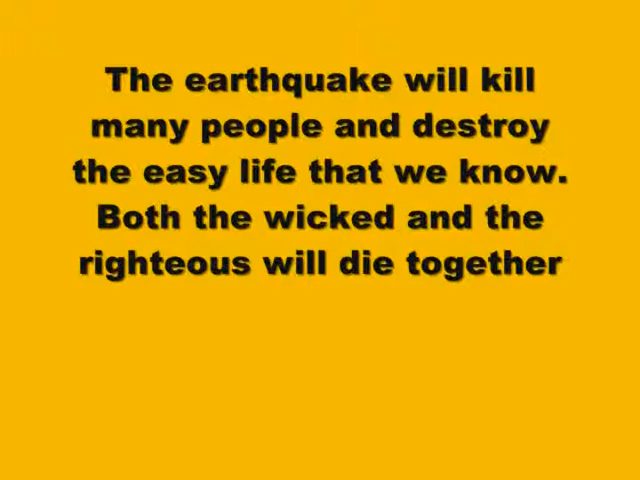 The earthquake will kill
many people and destroy
the easy life that we know.
Both the wicked and the
righteous will die together